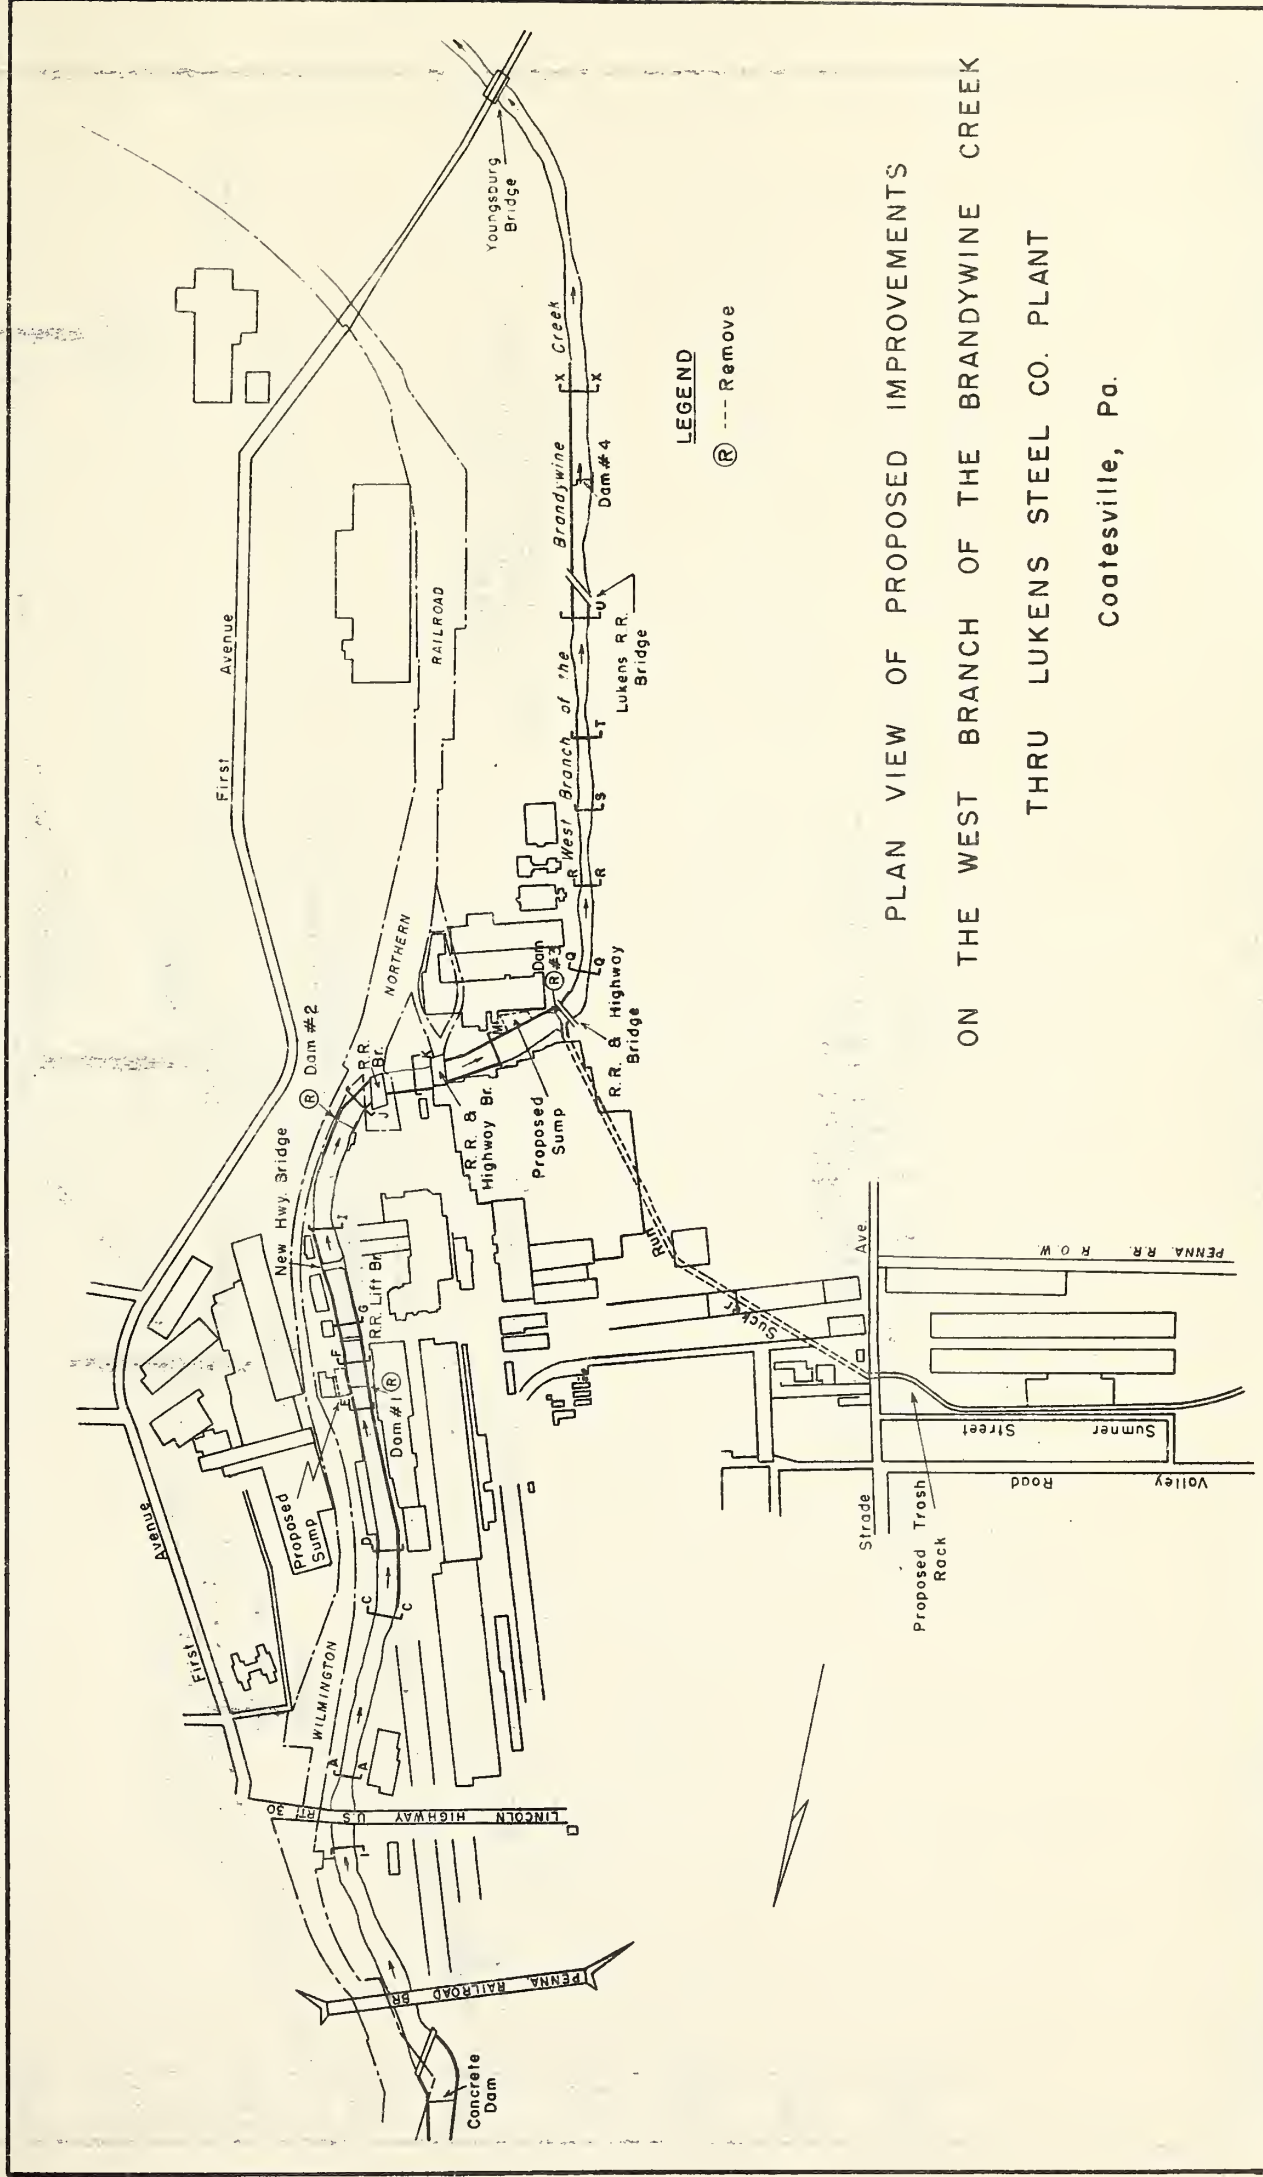 PLAN VIEW OF PROPOSED IMPROVEMENTS
ON THE WEST BRANCH OF THE BRANDYWINE CREEK
THRU LUKENS STEEL CO. PLANT
Coatesville, Pa.
LEGEND
Ⓡ --- Remove
Concrete
Dam
PENNA. RAILROAD BR
LINCOLN HIGHWAY U.S. RT. 30
I
A
A
WILMINGTON
First Avenue
C
C
D
Proposed
Sump
E
Dam #1 Ⓡ
F
G
R.R. Lift Br.
New Hwy. Bridge
I
Ⓡ Dam #2
J
R.R.
Br.
K
R.R. &
Highway Br.
NORTHERN
M
Proposed
Sump
Dam
Ⓡ #3
R.R. & Highway
Bridge
Q
Q
R
R
S
T
U
West Branch of the Brandywine Creek
Lukens R.R.
Bridge
Dam #4
X
X
First Avenue
RAILROAD
Youngsburg
Bridge
Sucker Run
Strade Ave.
Proposed Trash
Rack
Valley Road
Sumner Street
PENNA. R.R. R.O.W.